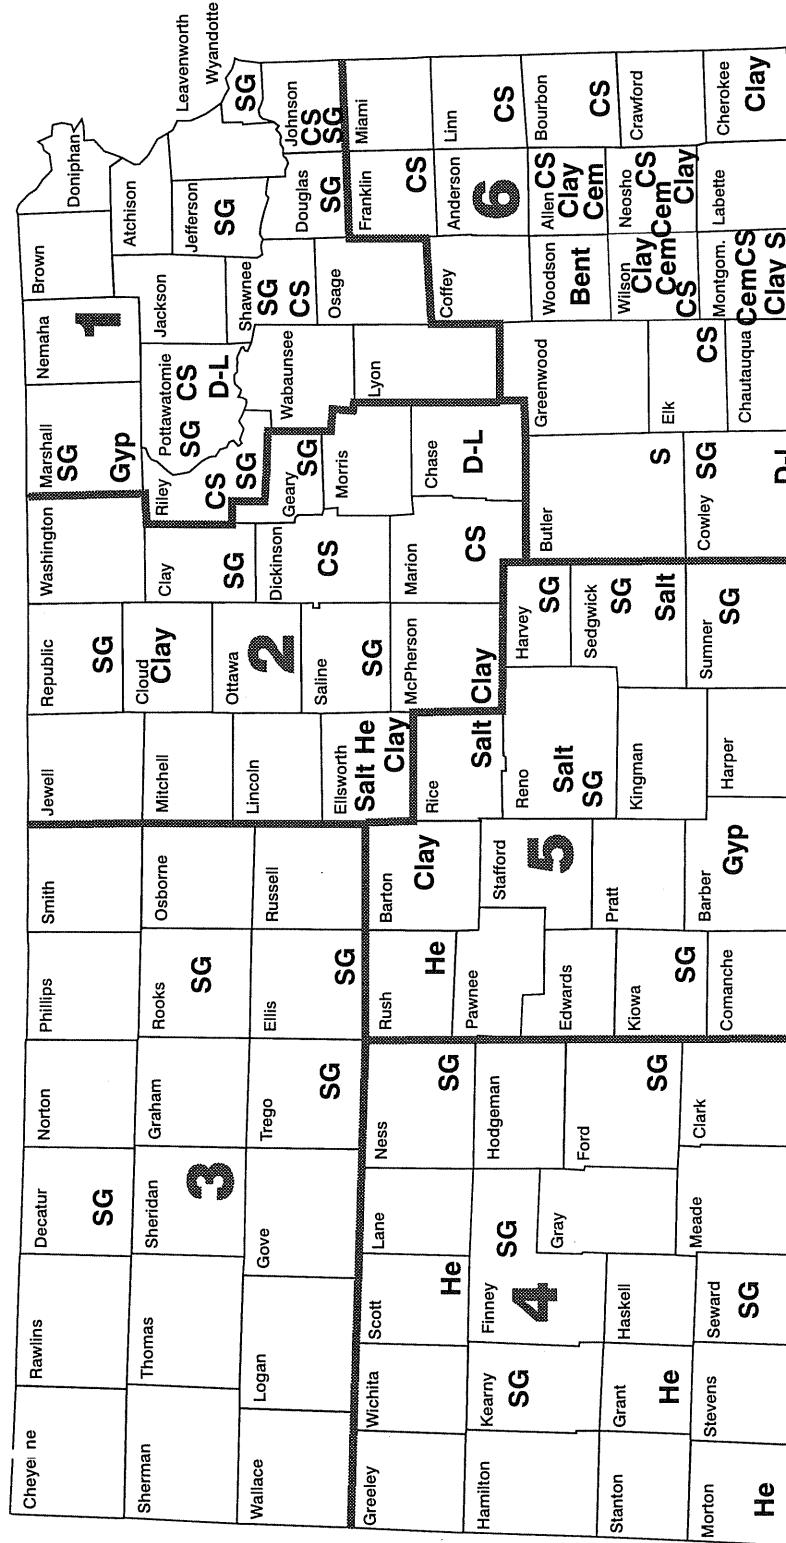 Cheyenne
Rawlins
Decatur
SG
Norton
Phillips
Smith
Jewell
Republic
SG
Washington
Marshall
SG
Gyp
Nemaha
1
Brown
Doniphan
Sherman
Thomas
Sheridan
3
Graham
Rooks
SG
Osborne
Mitchell
Cloud
Clay
Clay
SG
Riley
CS
SG
Pottawatomie
SG
CS
D-L
Jackson
Atchison
Jefferson
SG
Leavenworth
Wyandotte
SG
Wallace
Logan
Gove
Trego
SG
Ellis
SG
Russell
Lincoln
Ottawa
2
Saline
SG
Dickinson
CS
Geary
SG
Wabaunsee
Shawnee
SG
CS
Douglas
SG
Johnson
CS
SG
Ellsworth
Salt He
Clay
Morris
Osage
Greeley
Wichita
Scott
He
Lane
Ness
SG
Rush
He
Barton
Clay
Rice
Salt
McPherson
Clay
Marion
CS
Chase
D-L
Lyon
Franklin
CS
Miami
Hamilton
Kearny
SG
Finney
SG
4
Hodgeman
Pawnee
Stafford
5
Reno
Salt
SG
Harvey
SG
Coffey
Anderson
6
Linn
CS
Gray
Ford
SG
Edwards
Sedgwick
SG
Salt
Butler
S
Greenwood
Woodson
Bent
Allen
CS
Clay
Cem
Bourbon
CS
Stanton
Grant
He
Haskell
Kiowa
SG
Pratt
Kingman
Elk
CS
Wilson
Clay
Cem
CS
Neosho
CS
Cem
Clay
Crawford
Morton
He
Stevens
Seward
SG
Meade
Clark
Comanche
Barber
Gyp
Harper
Sumner
SG
Cowley
SG
D-L
Chautauqua
Montgom.
CemCS
Clay S
Labette
Cherokee
Clay